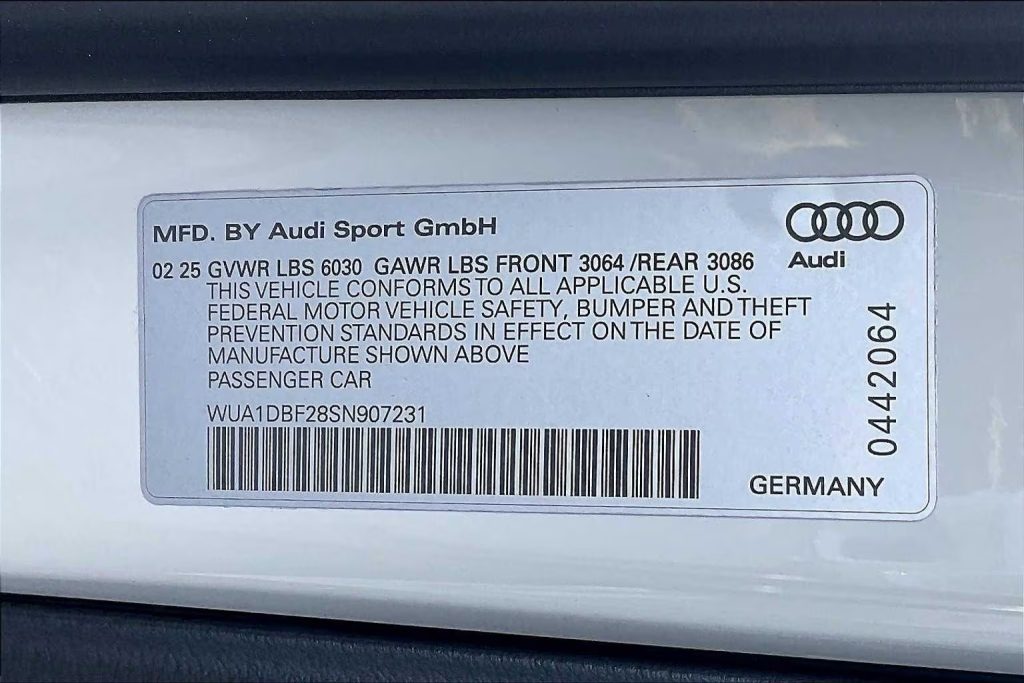 MFD. BY Audi Sport GmbH
Audi
02 25 GVWR LBS 6030 GAWR LBS FRONT 3064 /REAR 3086
THIS VEHICLE CONFORMS TO ALL APPLICABLE U.S.
FEDERAL MOTOR VEHICLE SAFETY, BUMPER AND THEFT
PREVENTION STANDARDS IN EFFECT ON THE DATE OF
MANUFACTURE SHOWN ABOVE
PASSENGER CAR
WUA1DBF28SN907231
0442064
GERMANY